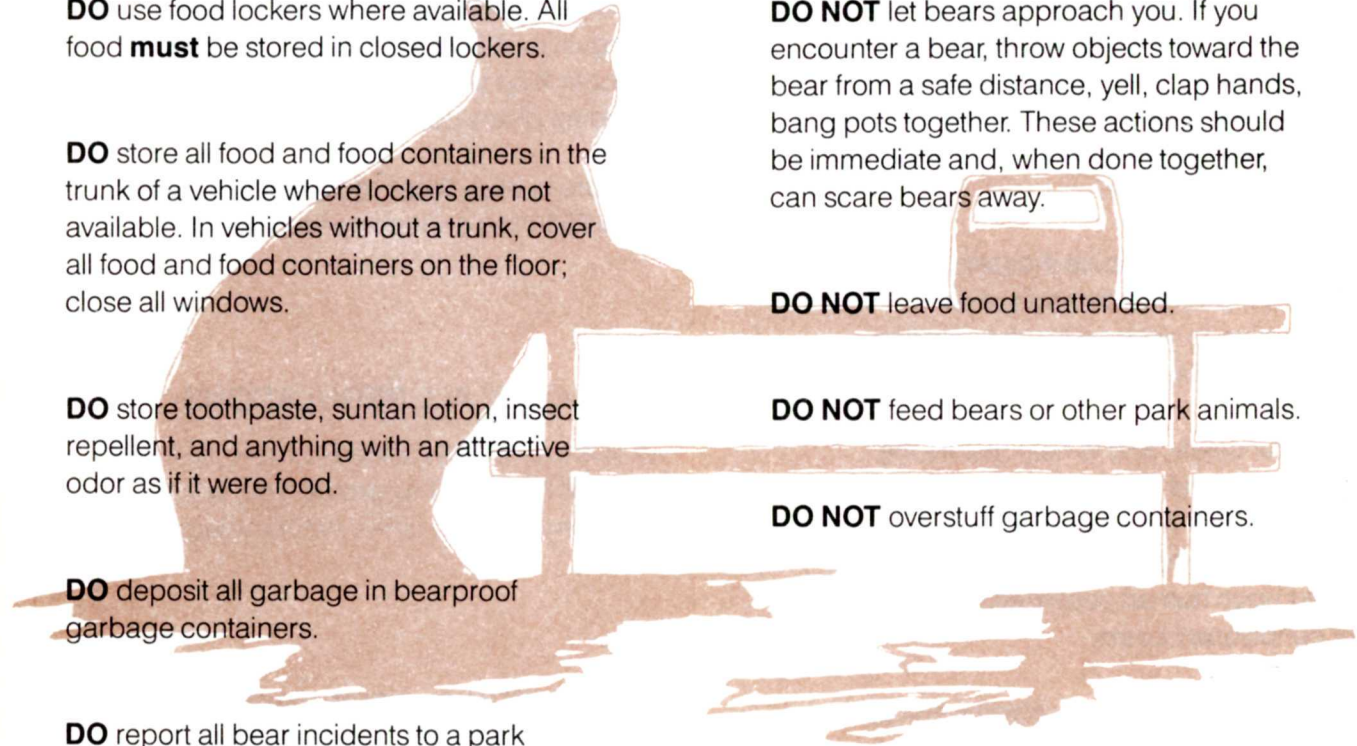 DO use food lockers where available. All
food must be stored in closed lockers.
DO store all food and food containers in the
trunk of a vehicle where lockers are not
available. In vehicles without a trunk, cover
all food and food containers on the floor;
close all windows.
DO store toothpaste, suntan lotion, insect
repellent, and anything with an attractive
odor as if it were food.
DO deposit all garbage in bearproof
garbage containers.
DO report all bear incidents to a park
DO NOT let bears approach you. If you
encounter a bear, throw objects toward the
bear from a safe distance, yell, clap hands,
bang pots together. These actions should
be immediate and, when done together,
can scare bears away.
DO NOT leave food unattended.
DO NOT feed bears or other park animals.
DO NOT overstuff garbage containers.